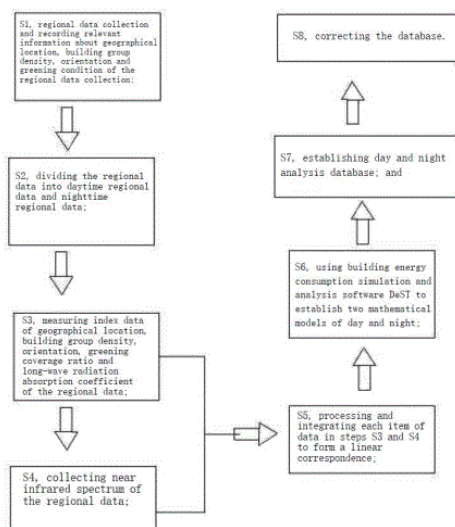 S1, regional data collection
and recording relevant
information about geographical
location, building group
density, orientation and
greening condition of the
regional data collection;
S2, dividing the regional
data into daytime regional
data and nighttime
regional data;
S3, measuring index data
of geographical location,
building group density,
orientation, greening
coverage ratio and
long-wave radiation
absorption coefficient
of the regional data;
S4, collecting near
infrared spectrum of
the regional data;
S5, processing and
integrating each item of
data in steps S3 and S4
to form a linear
correspondence;
S6, using building energy
consumption simulation and
analysis software DeST to
establish two mathematical
models of day and night;
S7, establishing day and night
analysis database; and
S8, correcting the database.